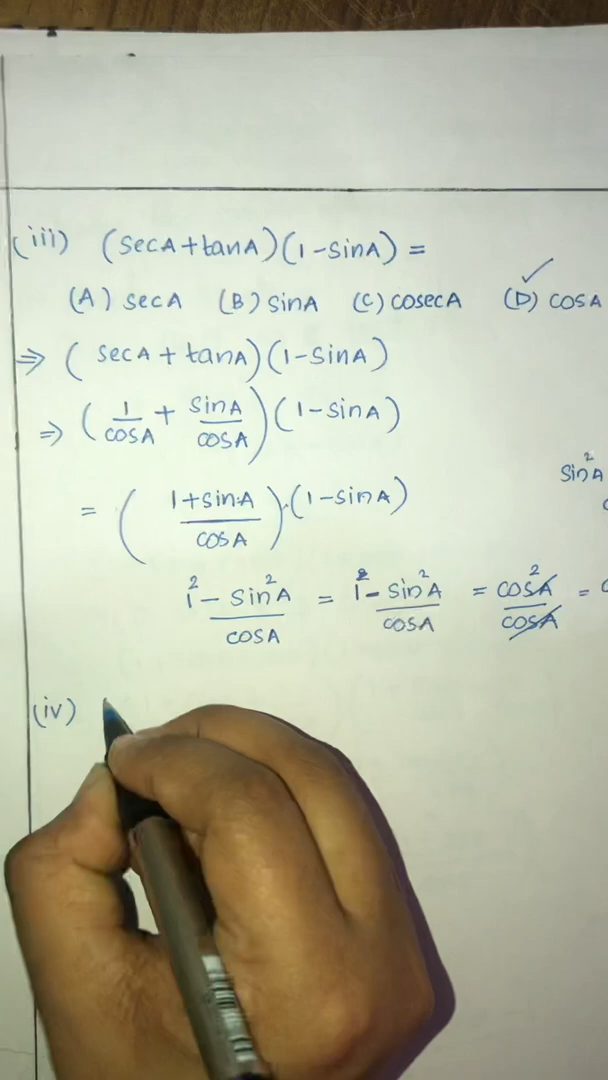 (iii) (secA+tanA)(1-sinA) =
(A) secA (B) sinA (C) cosecA (D) cosA
⇒ (secA + tanA)(1-sinA)
⇒ (1/cosA + sinA/cosA)(1-sinA)
= (1+sinA/cosA).(1-sinA)
sin²A
1²-sin²A/cosA = 1²-sin²A/cosA = cos²A/cosA =
(iv)